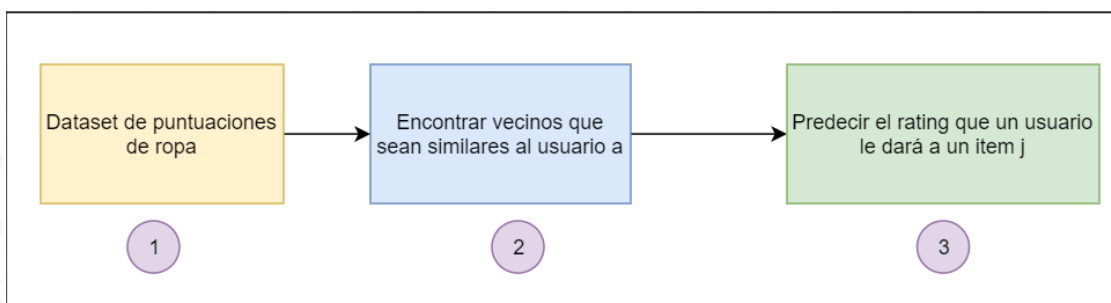 Dataset de puntuaciones
de ropa
Encontrar vecinos que
sean similares al usuario a
Predecir el rating que un usuario
le dará a un item j
1
2
3